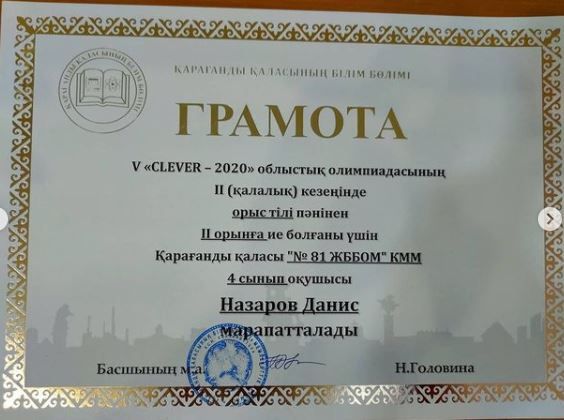 ҚАРАҒАНДЫ ҚАЛАСЫНЫҢ БІЛІМ БӨЛІМІ
ГРАМОТА
V «CLEVER – 2020» облыстық олимпиадасының
II (қалалық) кезеңінде
орыс тілі пәнінен
II орынға ие болғаны үшін
Қарағанды қаласы "№ 81 ЖББОМ" КММ
4 сынып оқушысы
Назаров Данис
марапатталады
Басшының м.а.
Н.Головина